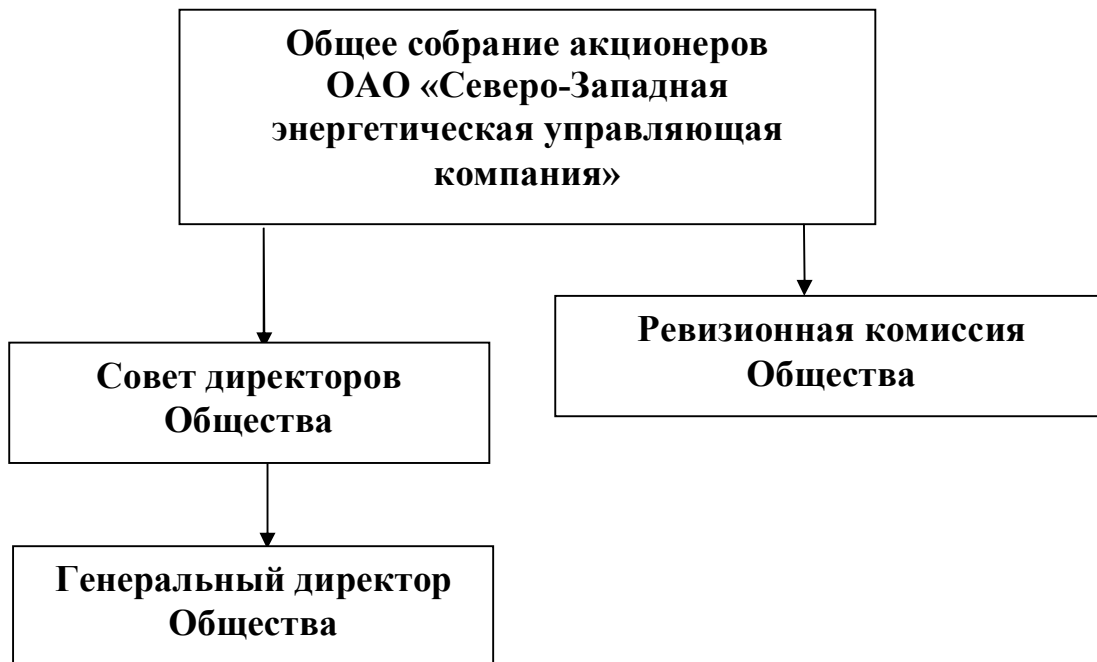 Общее собрание акционеров
ОАО «Северо-Западная
энергетическая управляющая
компания»
Ревизионная комиссия
Общества
Совет директоров
Общества
Генеральный директор
Общества